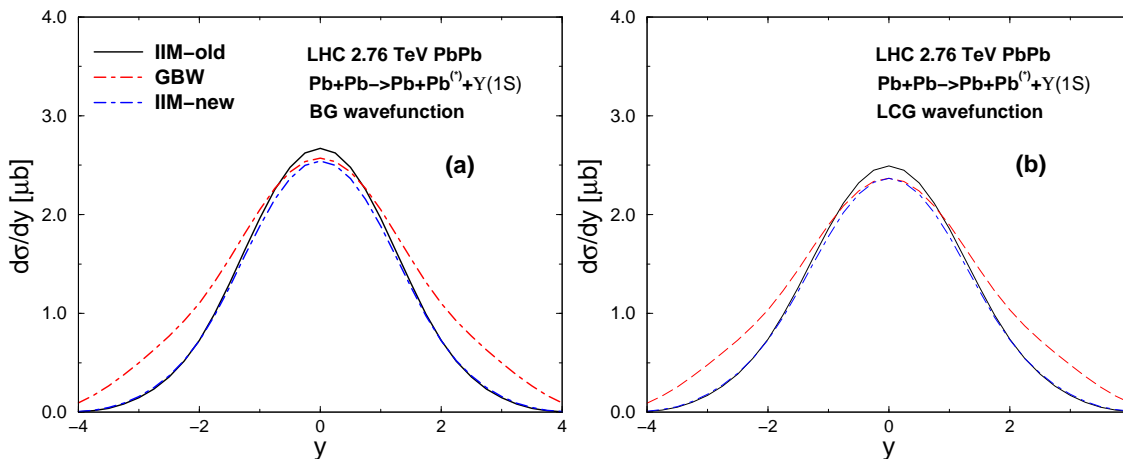 4.0
3.0
2.0
1.0
0.0
dσ/dy [μb]
IIM−old
GBW
IIM−new
LHC 2.76 TeV PbPb
Pb+Pb−>Pb+Pb(*)+ϒ(1S)
BG wavefunction
(a)
−4
−2
0
2
4
y
4.0
3.0
2.0
1.0
0.0
dσ/dy [μb]
LHC 2.76 TeV PbPb
Pb+Pb−>Pb+Pb(*)+ϒ(1S)
LCG wavefunction
(b)
−4
−2
0
2
y